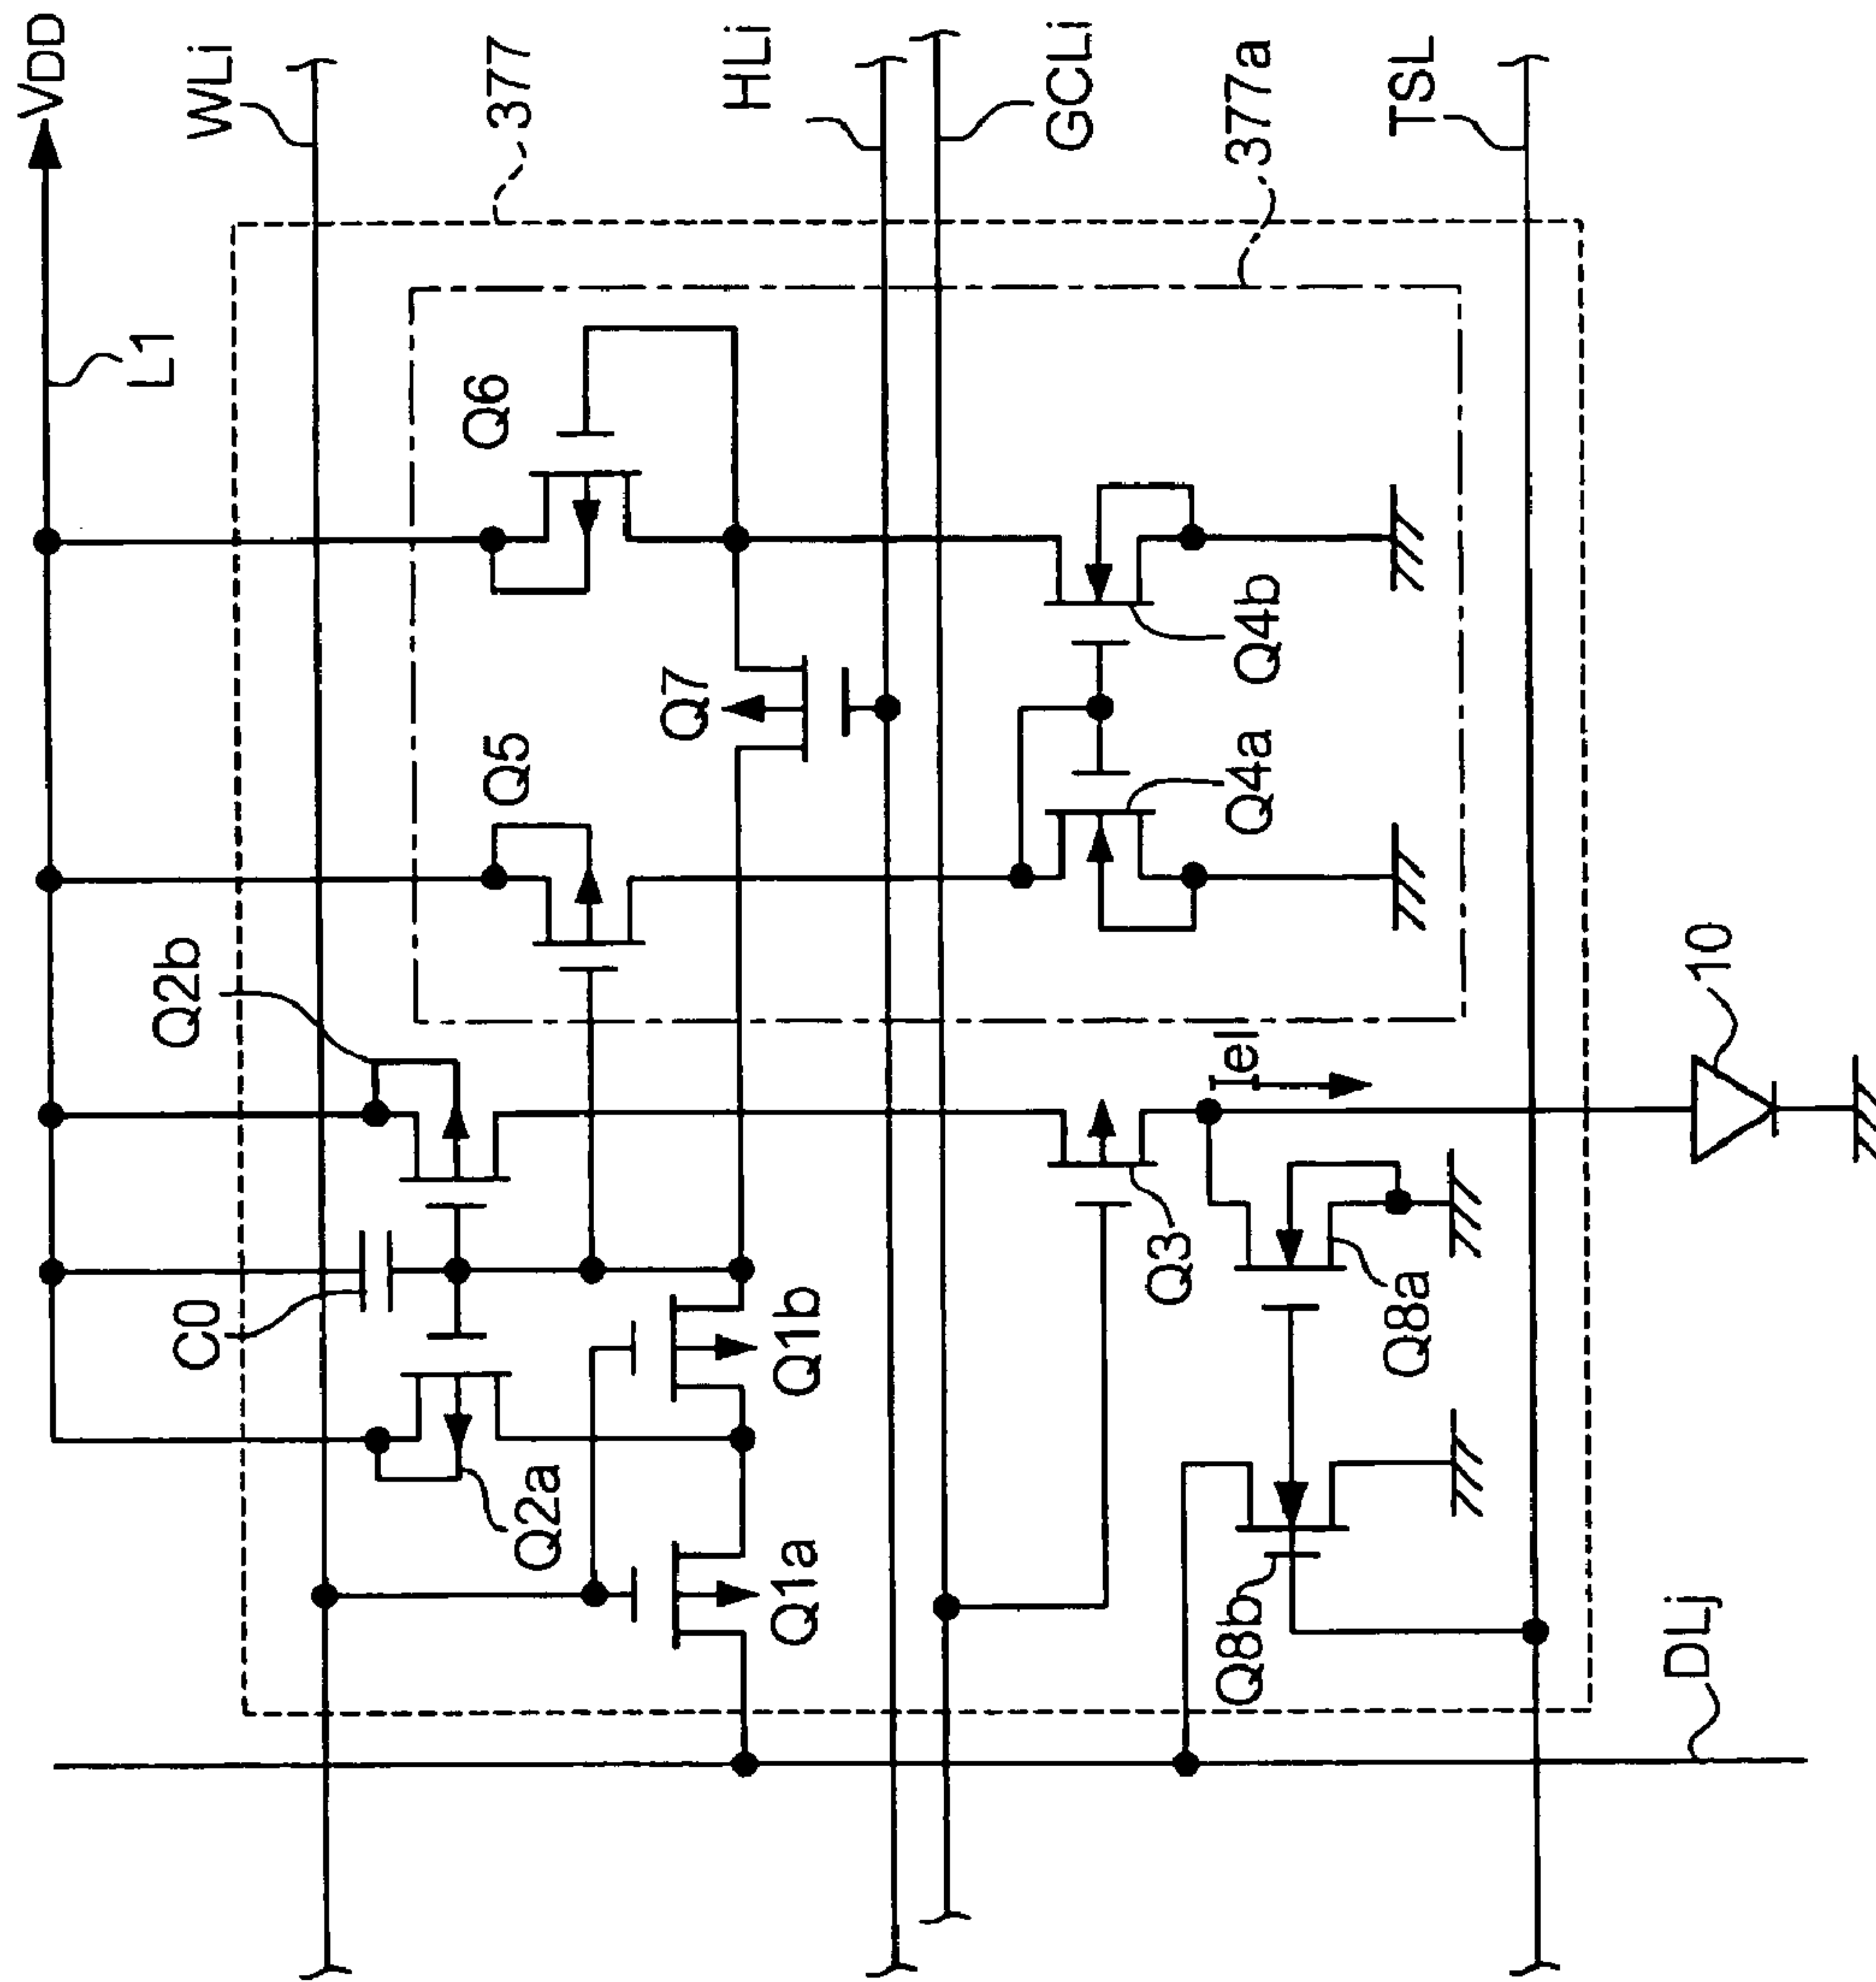 VDD
L1
WLi
377
HLi
GCLi
377a
TSL
Q6
Q7
Q5
Q4b
Q4a
Q2b
C0
Q2a
Q1b
Q1a
Iel
10
Q3
Q8a
Q8b
DLj